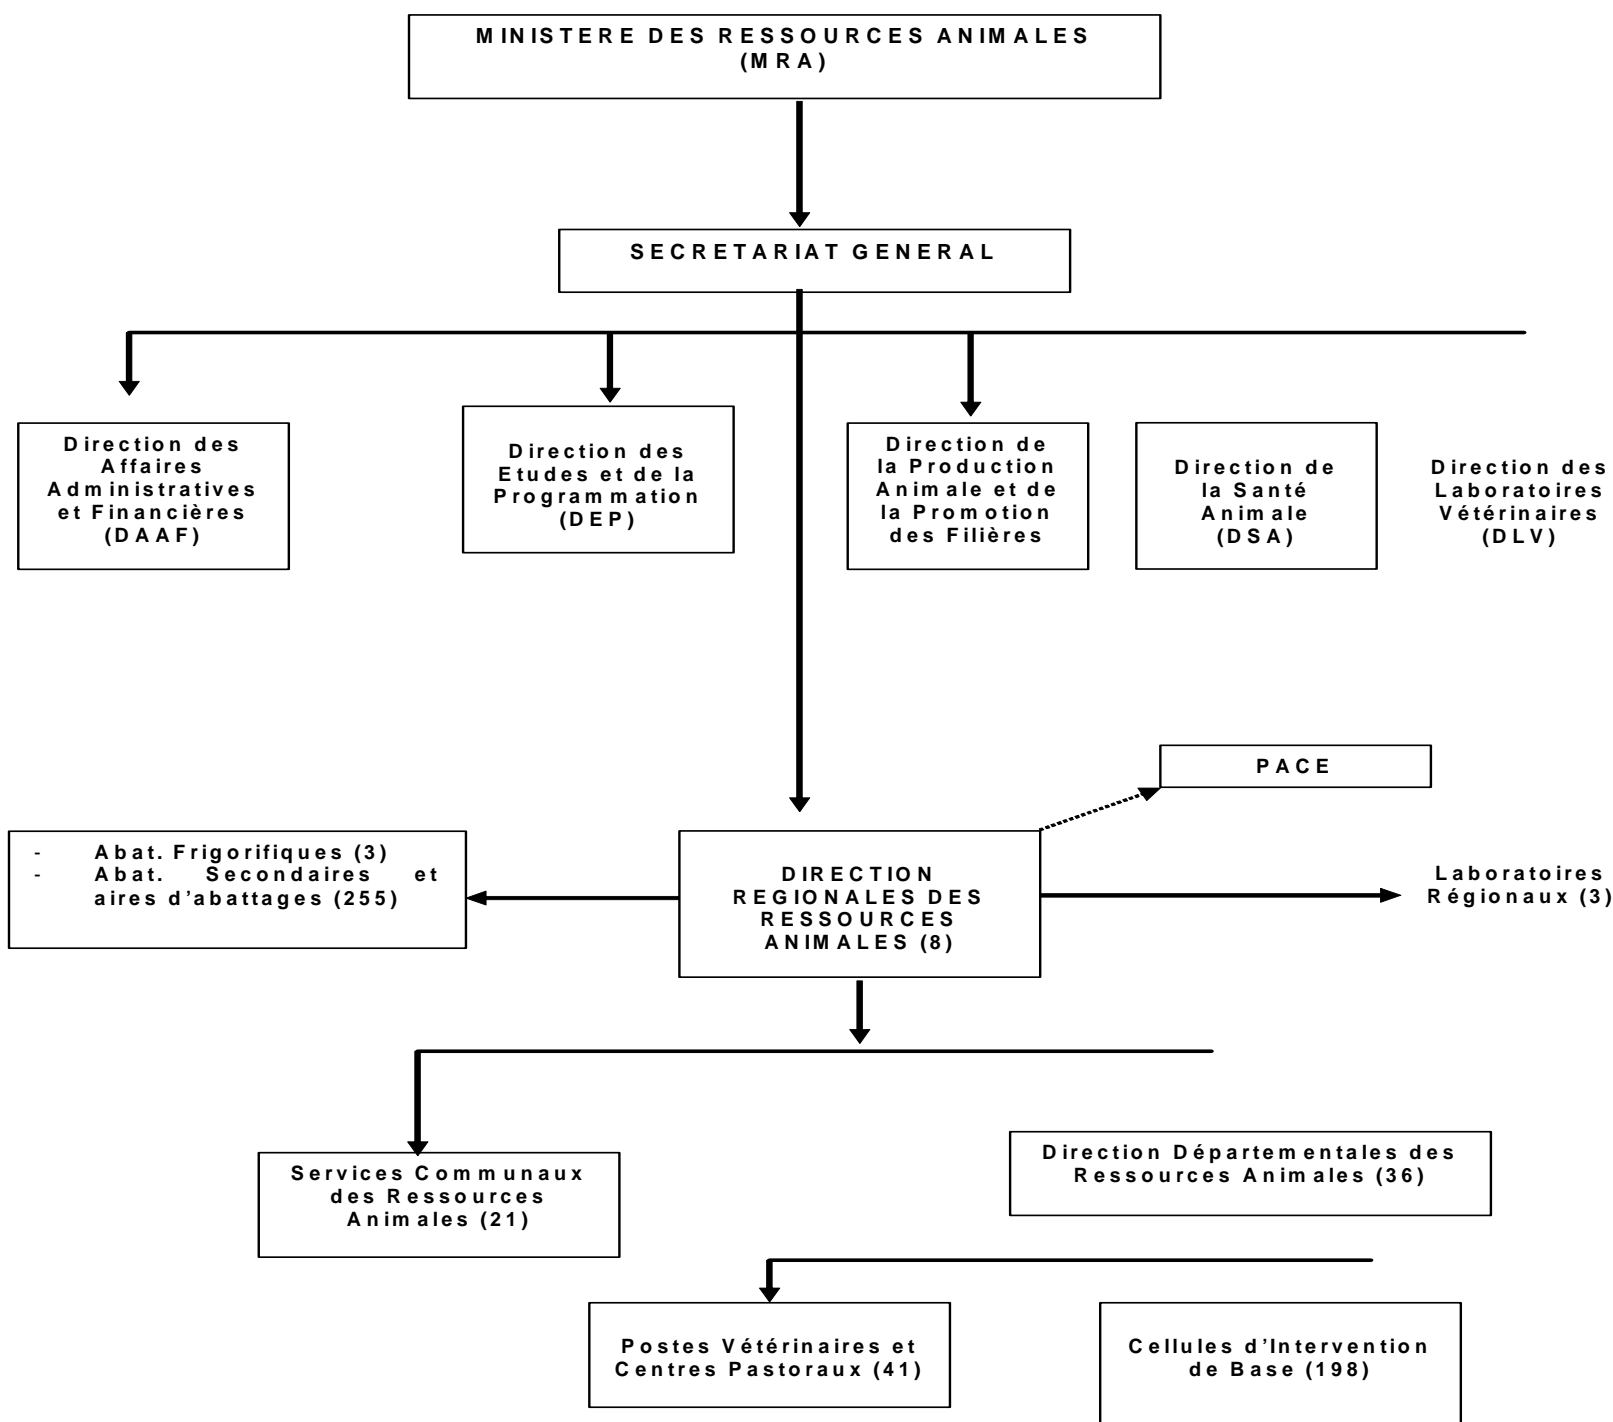 MINISTERE DES RESSOURCES ANIMALES
(MRA)
SECRETARIAT GENERAL
Direction des
Affaires
Administratives
et Financières
(DAAF)
Direction des
Etudes et de la
Programmation
(DEP)
Direction de
la Production
Animale et de
la Promotion
des Filières
Direction de
la Santé
Animale
(DSA)
Direction des
Laboratoires
Vétérinaires
(DLV)
PACE
- Abat. Frigorifiques (3)
- Abat. Secondaires et
aires d'abattages (255)
DIRECTION
REGIONALES DES
RESSOURCES
ANIMALES (8)
Laboratoires
Régionaux (3)
Services Communaux
des Ressources
Animales (21)
Direction Départementales des
Ressources Animales (36)
Postes Vétérinaires et
Centres Pastoraux (41)
Cellules d'Intervention
de Base (198)